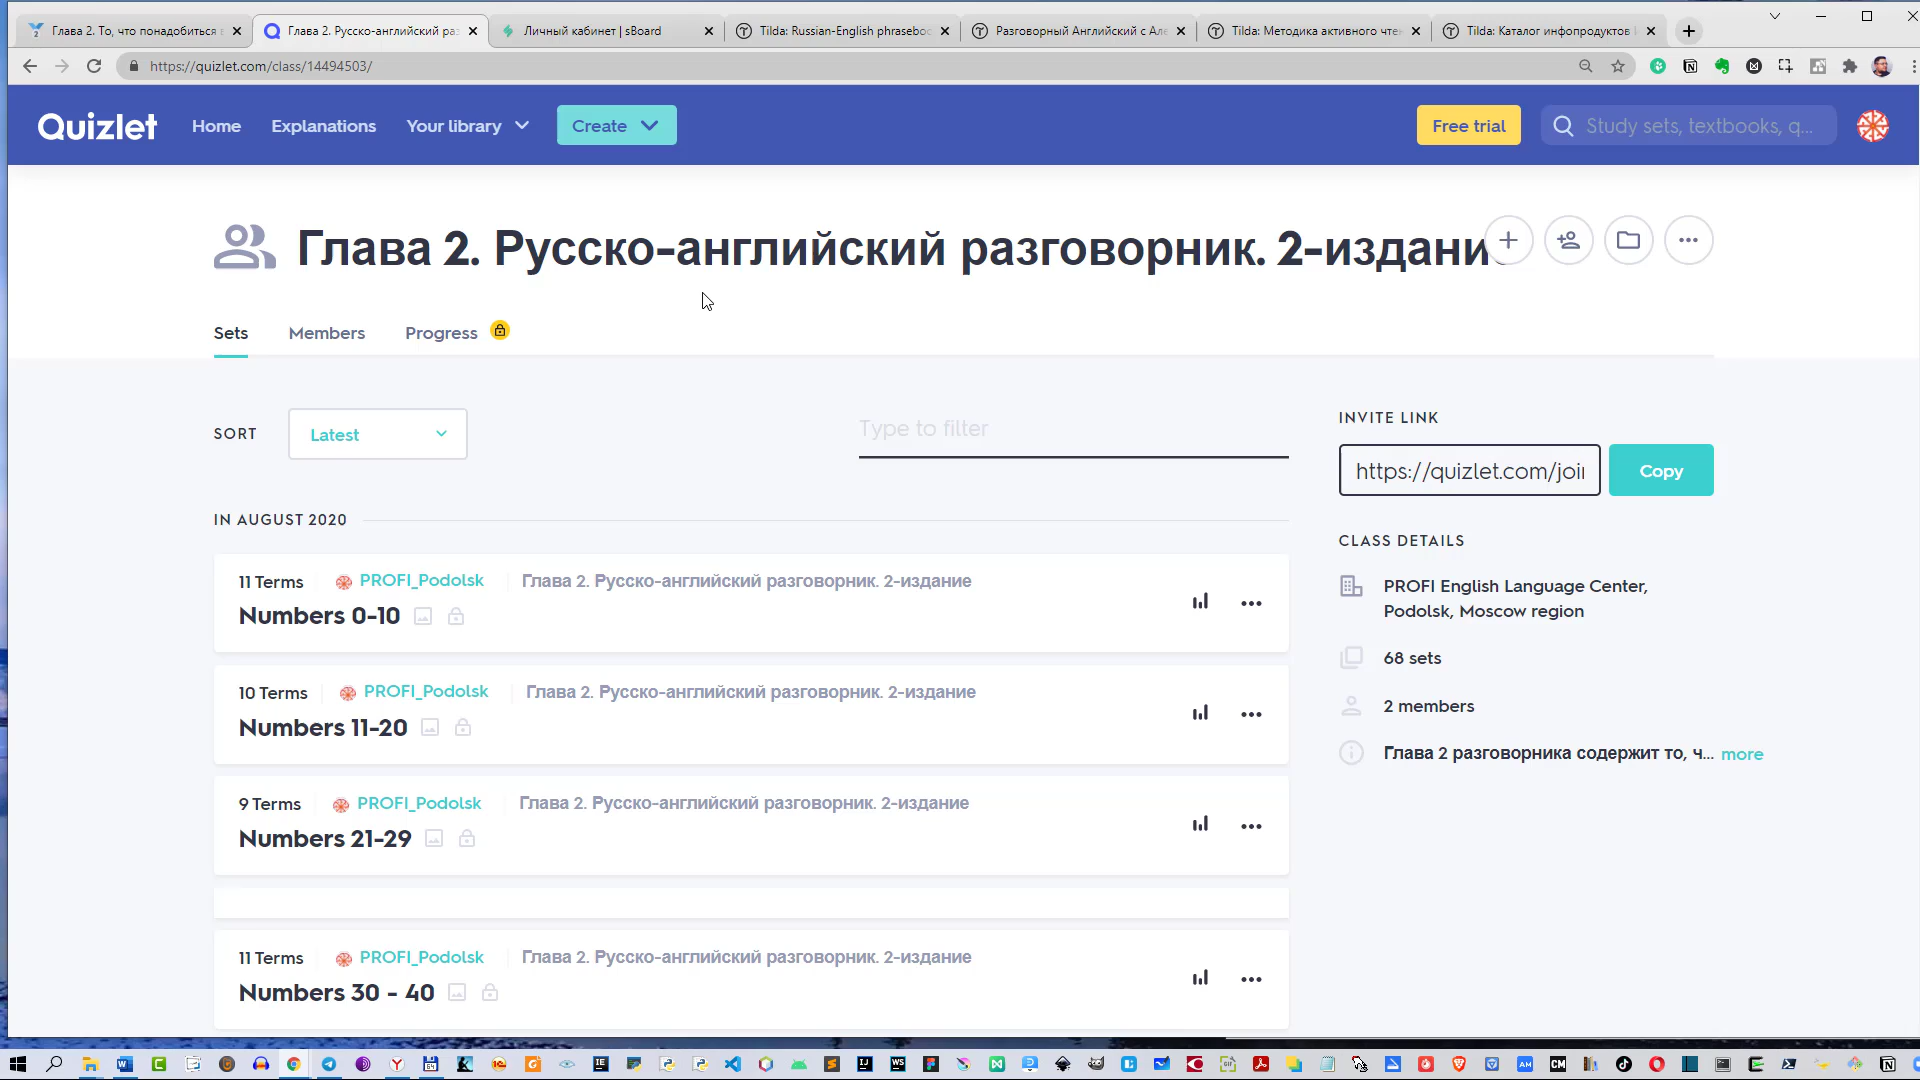 Глава 2. То, что понадобиться в
Глава 2. Русско-английский раз
Личный кабинет | sBoard
Tilda: Russian-English phraseboo
Разговорный Английский с Але
Tilda: Методика активного чтен
Tilda: Каталог инфопродуктов
https://quizlet.com/class/14494503/
Quizlet
Home
Explanations
Your library
Create
Free trial
Study sets, textbooks, q...
Глава 2. Русско-английский разговорник. 2-издани
Sets
Members
Progress
SORT
Latest
Type to filter
INVITE LINK
https://quizlet.com/joi
Copy
IN AUGUST 2020
11 Terms
PROFI_Podolsk
Глава 2. Русско-английский разговорник. 2-издание
Numbers 0-10
10 Terms
PROFI_Podolsk
Глава 2. Русско-английский разговорник. 2-издание
Numbers 11-20
9 Terms
PROFI_Podolsk
Глава 2. Русско-английский разговорник. 2-издание
Numbers 21-29
11 Terms
PROFI_Podolsk
Глава 2. Русско-английский разговорник. 2-издание
Numbers 30 - 40
CLASS DETAILS
PROFI English Language Center,
Podolsk, Moscow region
68 sets
2 members
Глава 2 разговорника содержит то, ч... more